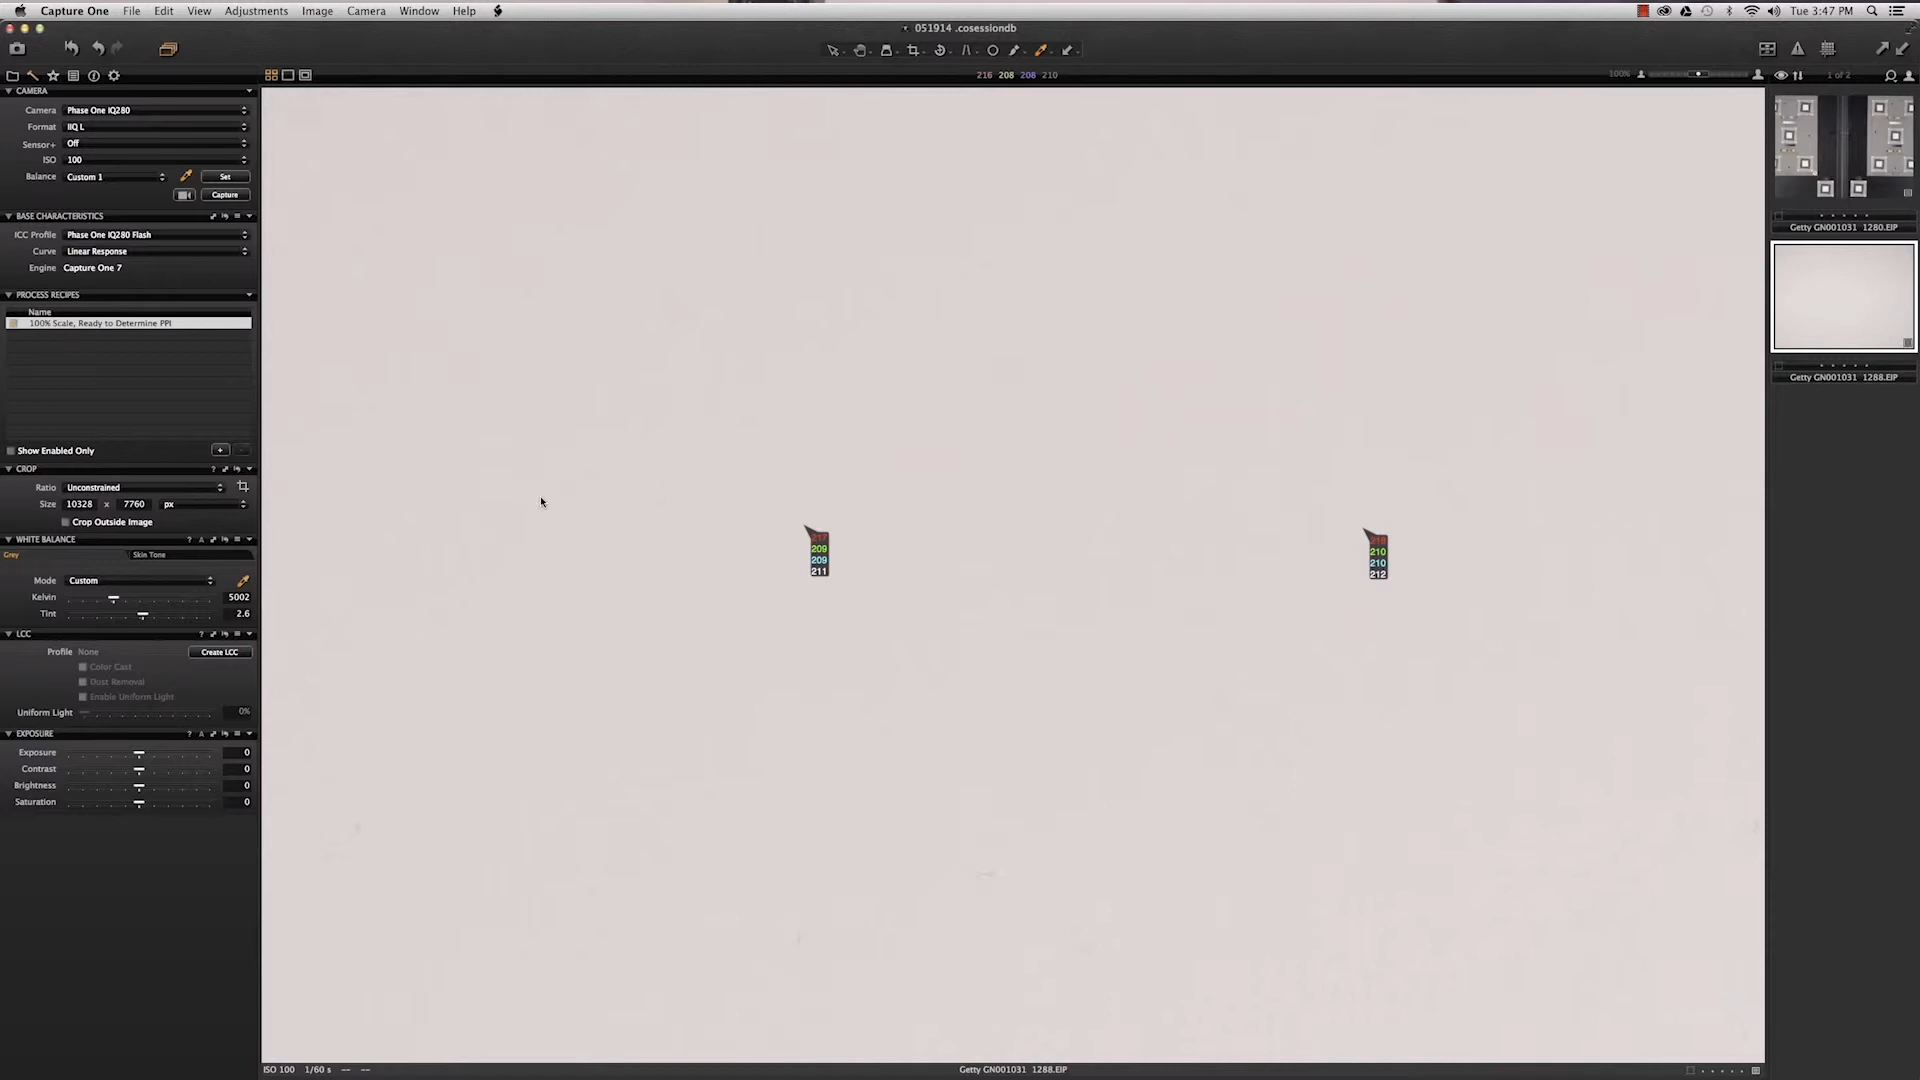 Capture One File Edit View Adjustments Image Camera Window Help Tue 3:47 PM
051914 .cosessiondb
216 208 208 210
100%
1 of 2
CAMERA
Camera Phase One IQ280
Format IIQ L
Sensor+ Off
ISO 100
Balance Custom 1 Set
Capture
BASE CHARACTERISTICS
ICC Profile Phase One IQ280 Flash
Curve Linear Response
Engine Capture One 7
PROCESS RECIPES
Name
100% Scale, Ready to Determine PPI
Show Enabled Only
CROP
Ratio Unconstrained
Size 10328 x 7760 px
Crop Outside Image
WHITE BALANCE
Grey Skin Tone
Mode Custom
Kelvin 5002
Tint 2.6
LCC
Profile None Create LCC
Color Cast
Dust Removal
Enable Uniform Light
Uniform Light 0%
EXPOSURE
Exposure 0
Contrast 0
Brightness 0
Saturation 0
217
209
209
211
218
210
210
212
Getty GN001031 1280.EIP
Getty GN001031 1288.EIP
ISO 100 1/60 s -- -- Getty GN001031 1288.EIP